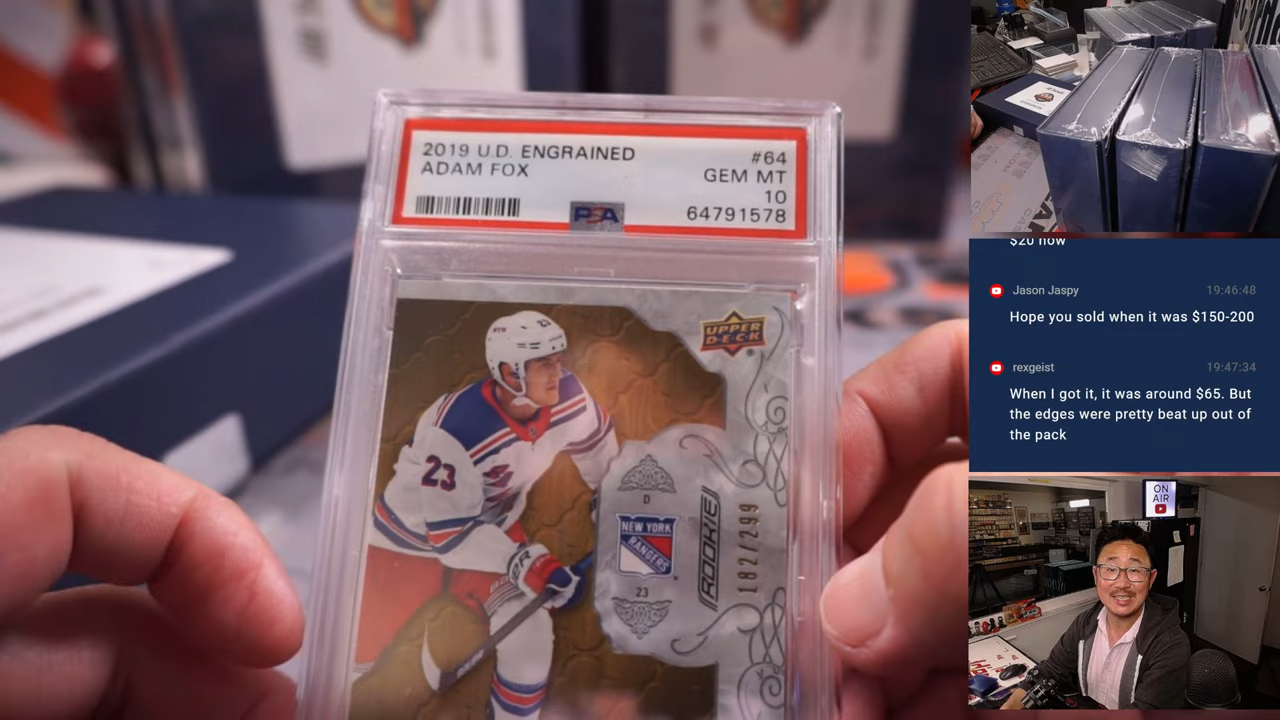 2019 U.D. ENGRAINED
ADAM FOX
#64
GEM MT
10
64791578
PSA
NYR
23
UPPER
DECK
23
D
NEW YORK
RANGERS
23
ROOKIE
182/299
$20 now
Jason Jaspy
19:46:48
Hope you sold when it was $150-200
rexgeist
19:47:34
When I got it, it was around $65. But
the edges were pretty beat up out of
the pack
ON
AIR